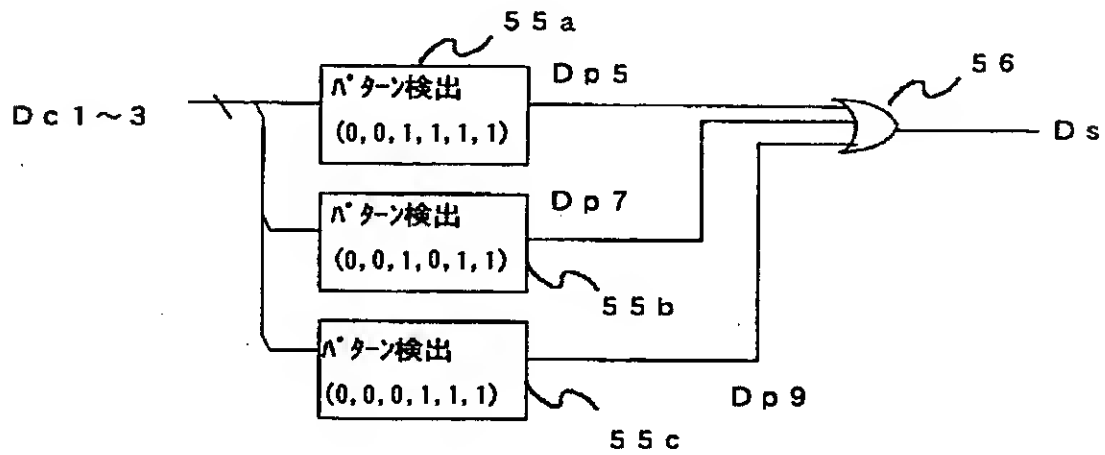 55a
パターン検出
(0,0,1,1,1,1)
Dp5
56
Dc1~3
Ds
パターン検出
(0,0,1,0,1,1)
Dp7
55b
パターン検出
(0,0,0,1,1,1)
Dp9
55c